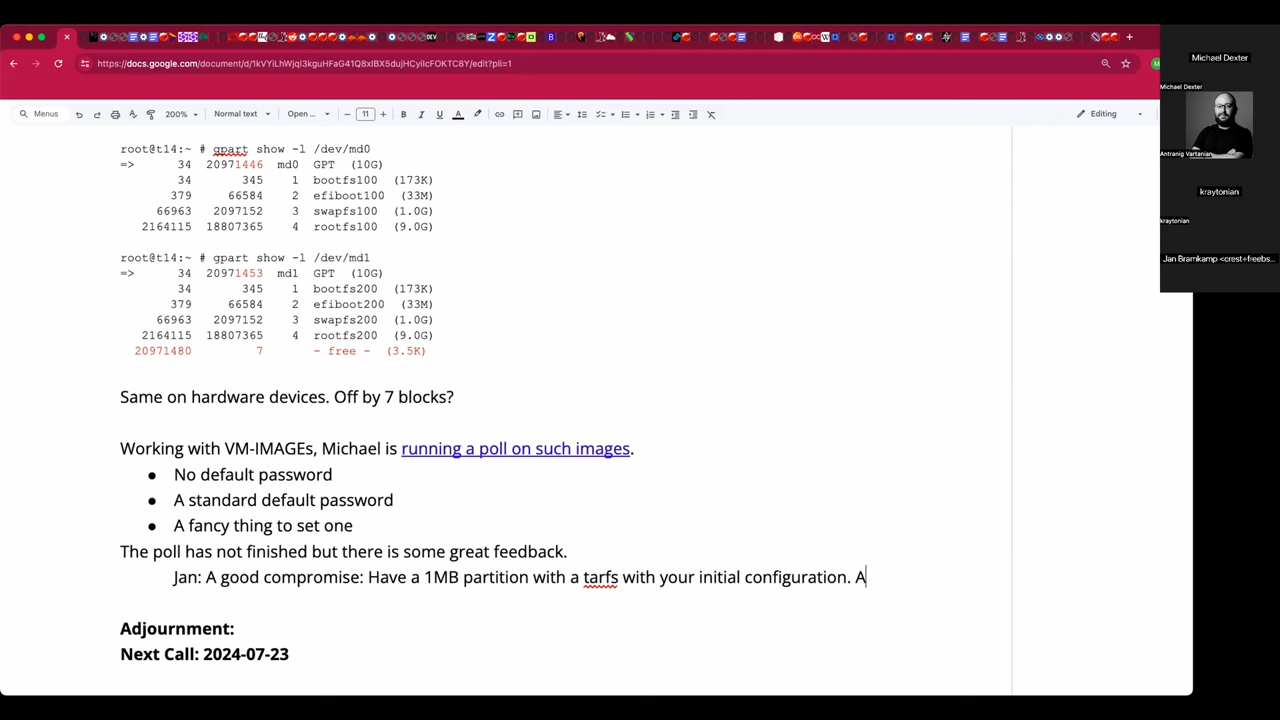 https://docs.google.com/document/d/1kVYiLhWjql3kguHFaG41Q8xIBX5dujHCyilcFOKTC8Y/edit?pli=1
Menus 200% Normal text Open ... 11 Editing
root@t14:~ # gpart show -l /dev/md0
=> 34 20971446 md0 GPT (10G)
34 345 1 bootfs100 (173K)
379 66584 2 efiboot100 (33M)
66963 2097152 3 swapfs100 (1.0G)
2164115 18807365 4 rootfs100 (9.0G)
root@t14:~ # gpart show -l /dev/md1
=> 34 20971453 md1 GPT (10G)
34 345 1 bootfs200 (173K)
379 66584 2 efiboot200 (33M)
66963 2097152 3 swapfs200 (1.0G)
2164115 18807365 4 rootfs200 (9.0G)
20971480 7 - free - (3.5K)
Same on hardware devices. Off by 7 blocks?
Working with VM-IMAGEs, Michael is running a poll on such images.
● No default password
● A standard default password
● A fancy thing to set one
The poll has not finished but there is some great feedback.
Jan: A good compromise: Have a 1MB partition with a tarfs with your initial configuration. A
Adjournment:
Next Call: 2024-07-23
Michael Dexter
Michael Dexter
Antranig Vartanian
kraytonian
kraytonian
Jan Bramkamp <crest+freebs...